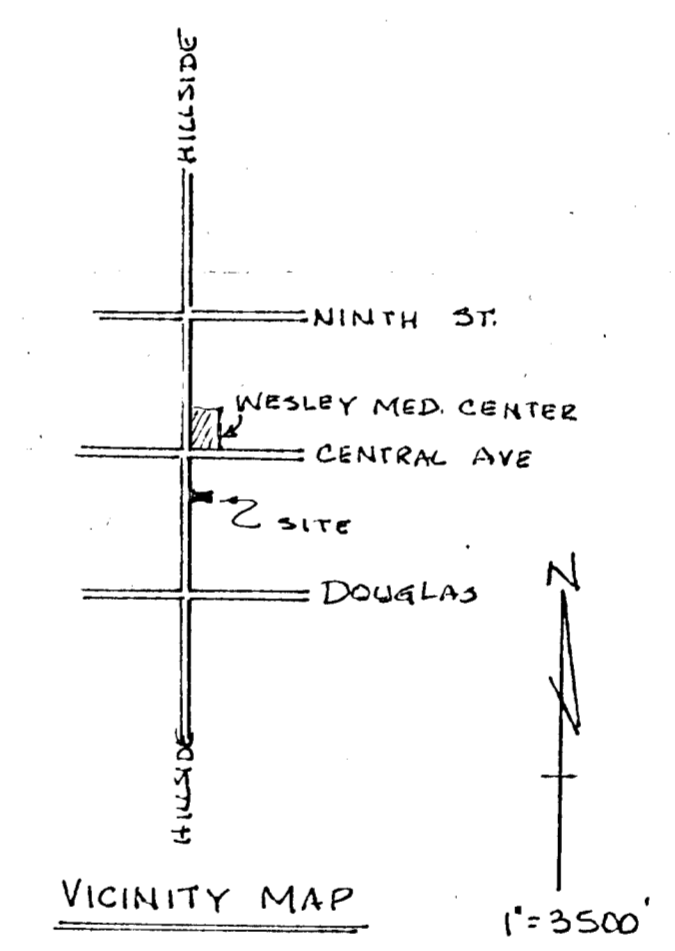 HILLSIDE
NINTH ST.
WESLEY MED. CENTER
CENTRAL AVE
SITE
DOUGLAS
N
HILLSIDE
VICINITY MAP
1"=3500'